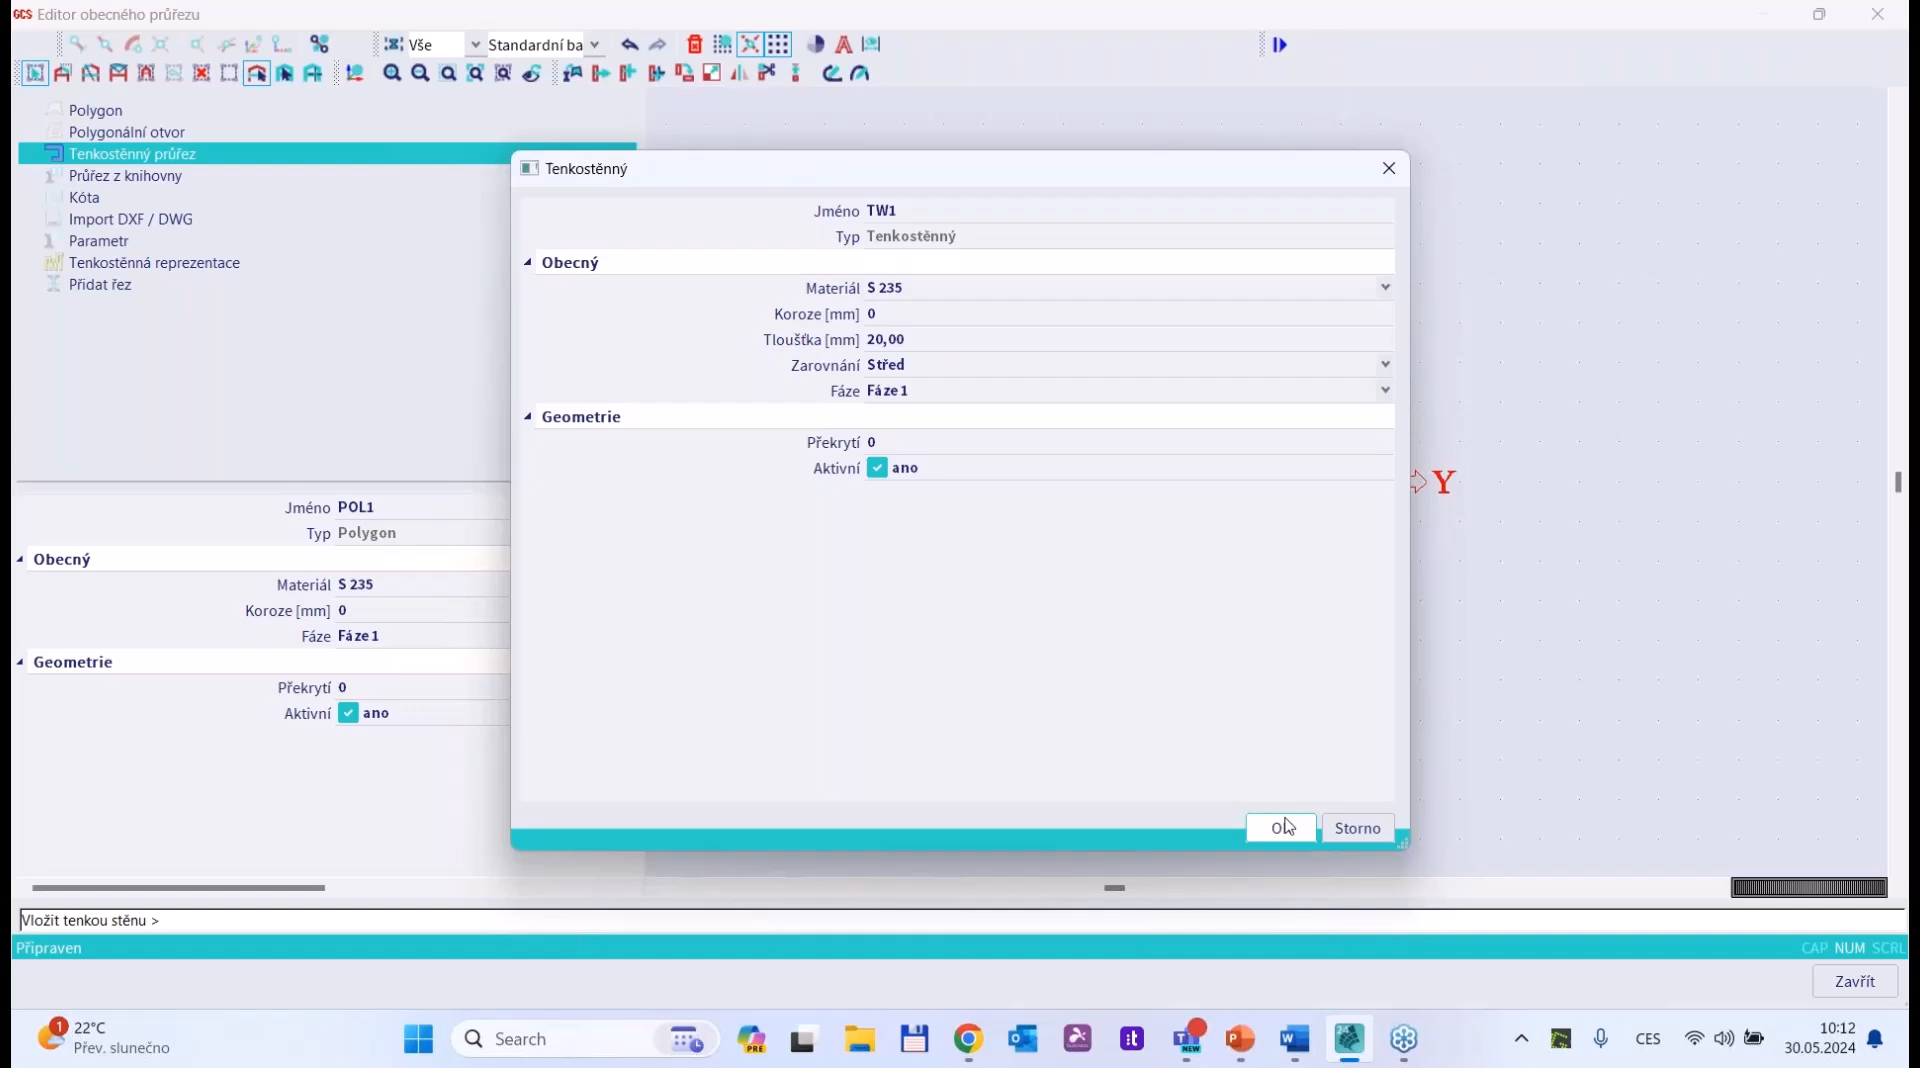 GCS Editor obecného průřezu
Vše
Standardní ba
Polygon
Polygonální otvor
Tenkostěnný průřez
Průřez z knihovny
Kóta
Import DXF / DWG
Parametr
Tenkostěnná reprezentace
Přidat řez
Jméno POL1
Typ Polygon
Obecný
Materiál S 235
Koroze [mm] 0
Fáze Fáze 1
Geometrie
Překrytí 0
Aktivní ano
Tenkostěnný
Jméno TW1
Typ Tenkostěnný
Obecný
Materiál S 235
Koroze [mm] 0
Tloušťka [mm] 20,00
Zarovnání Střed
Fáze Fáze 1
Geometrie
Překrytí 0
Aktivní ano
Storno
Y
Vložit tenkou stěnu >
Připraven
CAP NUM SCRL
Zavřít
1
22°C
Přev. slunečno
Search
PRE
NEW
CES
10:12
30.05.2024